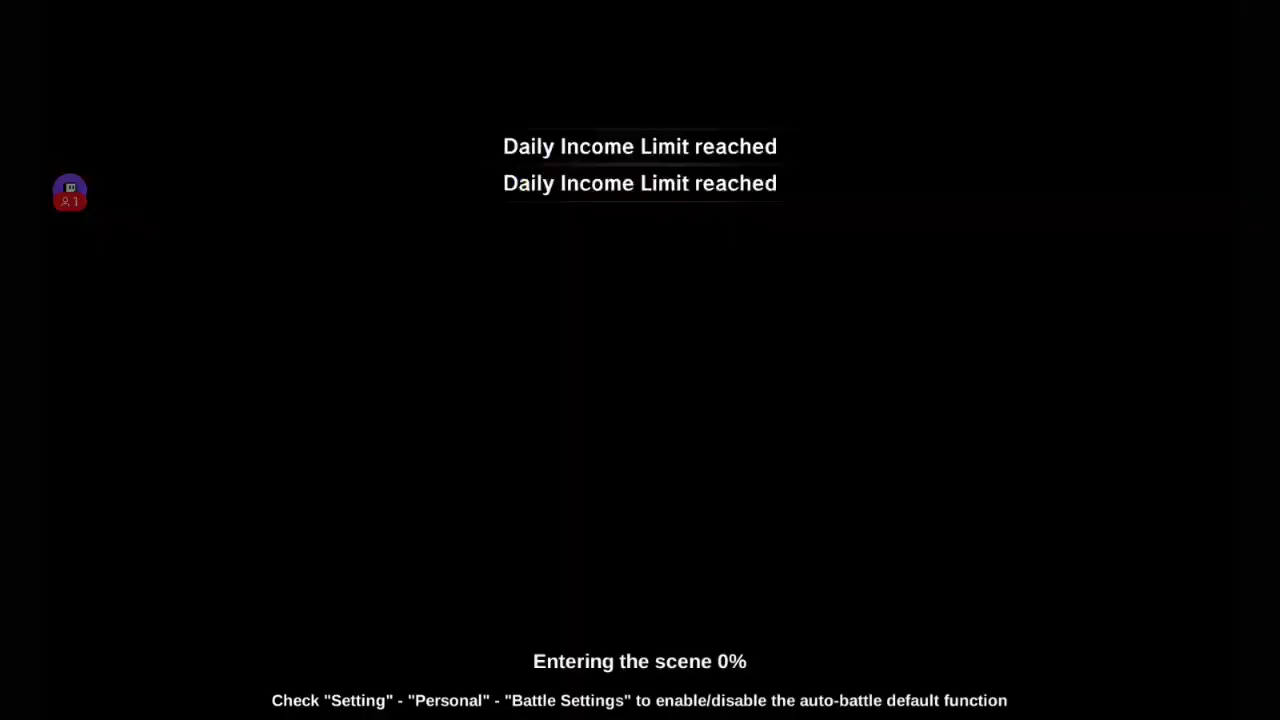 Daily Income Limit reached
Daily Income Limit reached
1
Entering the scene 0%
Check "Setting" - "Personal" - "Battle Settings" to enable/disable the auto-battle default function